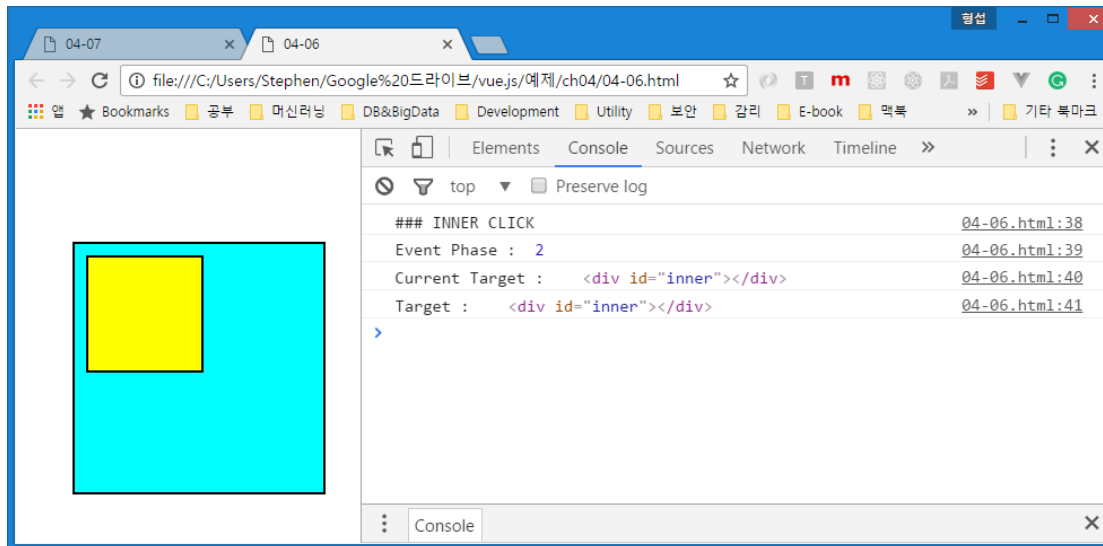 형섭
04-07
04-06
file:///C:/Users/Stephen/Google%20드라이브/vue.js/예제/ch04/04-06.html
앱 Bookmarks 공부 머신러닝 DB&BigData Development Utility 보안 감리 E-book 맥북 » 기타 북마크
Elements Console Sources Network Timeline »
top ▼ Preserve log
### INNER CLICK 04-06.html:38
Event Phase : 2 04-06.html:39
Current Target : <div id="inner"></div> 04-06.html:40
Target : <div id="inner"></div> 04-06.html:41
>
Console